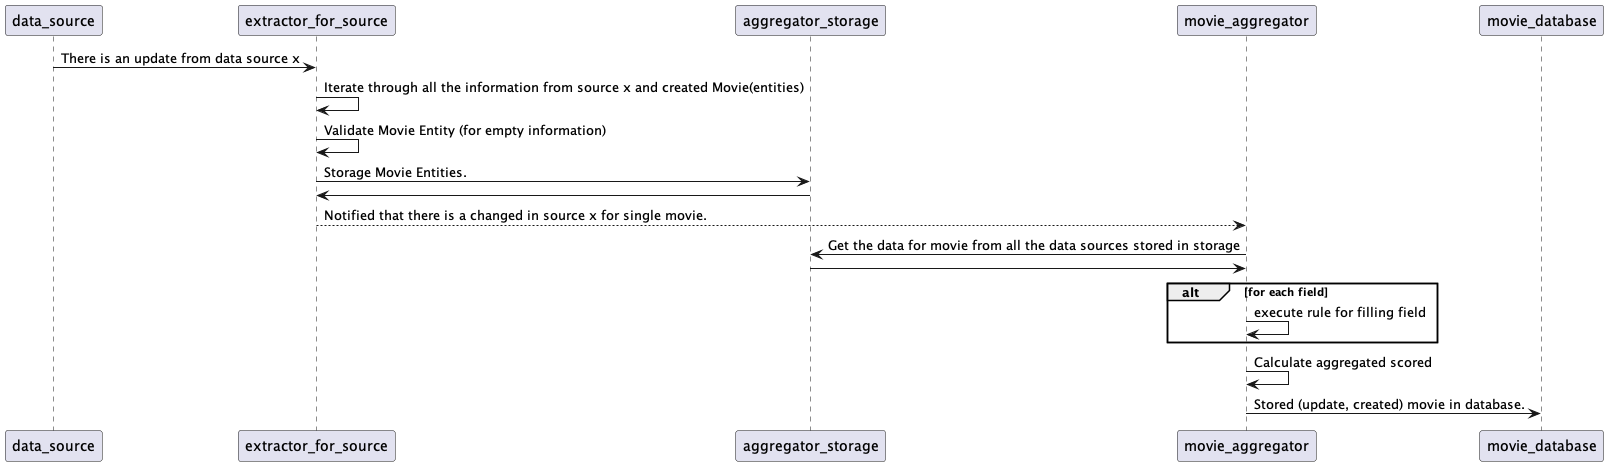 data_source
extractor_for_source
aggregator_storage
movie_aggregator
movie_database
There is an update from data source x
Iterate through all the information from source x and created Movie(entities)
Validate Movie Entity (for empty information)
Storage Movie Entities.
Notified that there is a changed in source x for single movie.
Get the data for movie from all the data sources stored in storage
alt [for each field]
execute rule for filling field
Calculate aggregated scored
Stored (update, created) movie in database.
data_source
extractor_for_source
aggregator_storage
movie_aggregator
movie_database